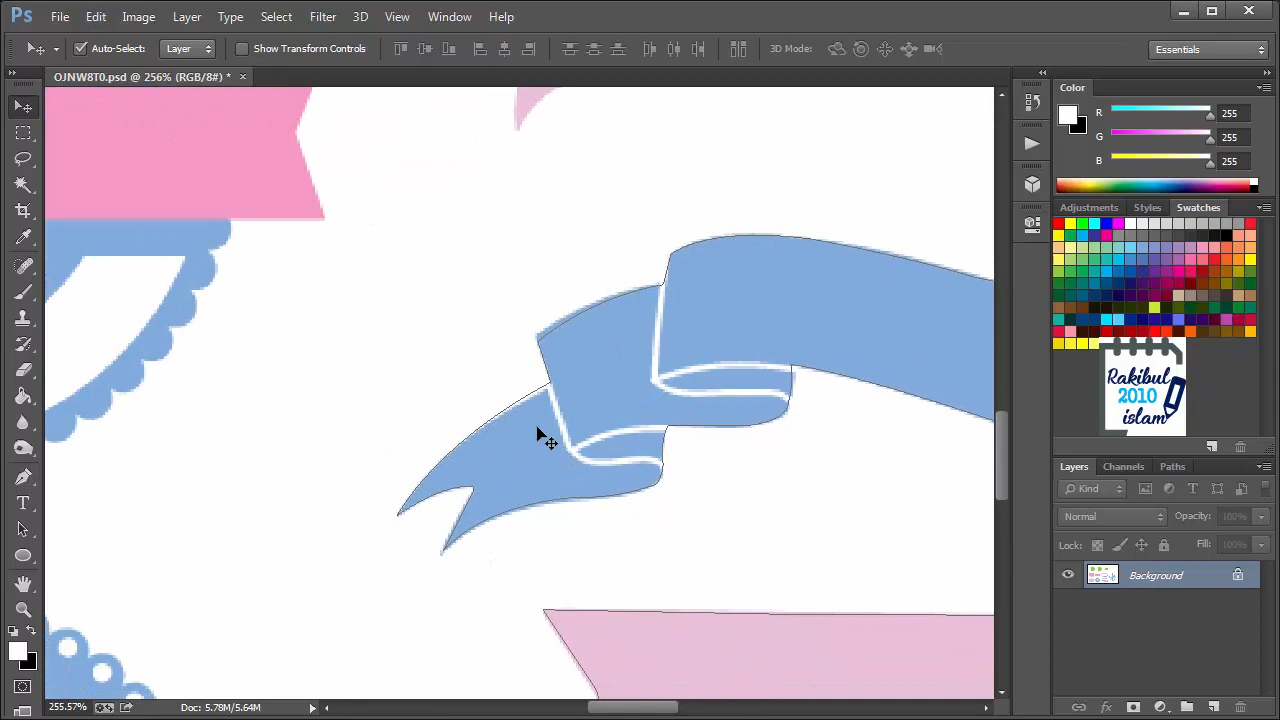 Ps File Edit Image Layer Type Select Filter 3D View Window Help
Auto-Select: Layer Show Transform Controls 3D Mode: Essentials
OJNW8T0.psd @ 256% (RGB/8#) * ×
Color
R 255
G 255
B 255
Adjustments Styles Swatches
Rakibul
2010
islam
Layers Channels Paths
Kind
Normal Opacity: 100%
Lock: Fill: 100%
Background
255.57% Doc: 5.78M/5.64M